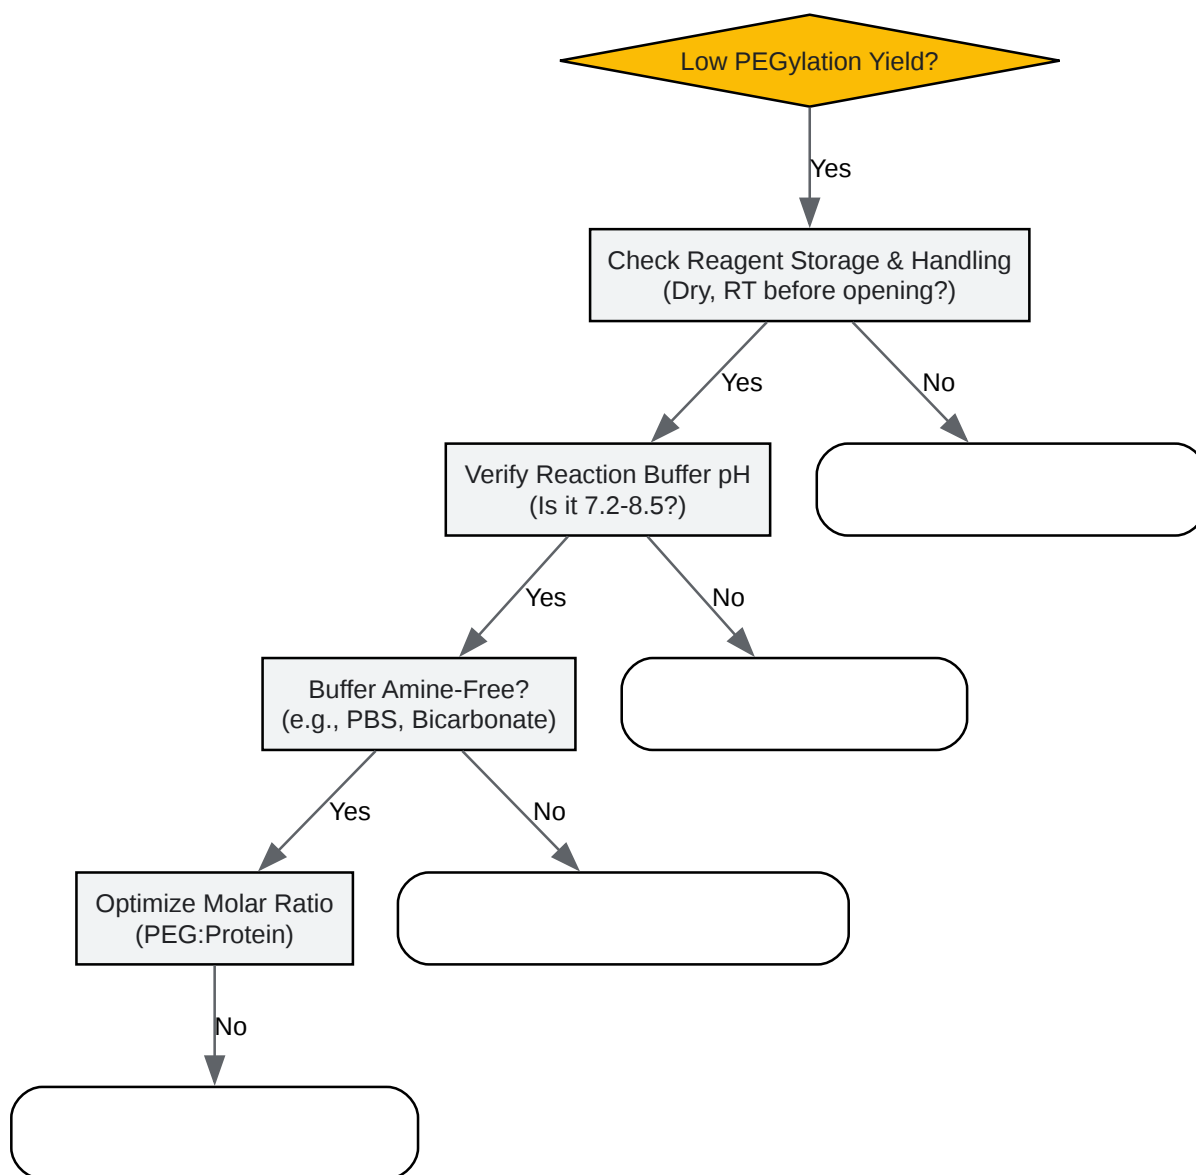 Low PEGylation Yield?
Yes
Check Reagent Storage & Handling
(Dry, RT before opening?)
Yes
No
Verify Reaction Buffer pH
(Is it 7.2-8.5?)
Yes
No
Buffer Amine-Free?
(e.g., PBS, Bicarbonate)
Yes
No
Optimize Molar Ratio
(PEG:Protein)
No